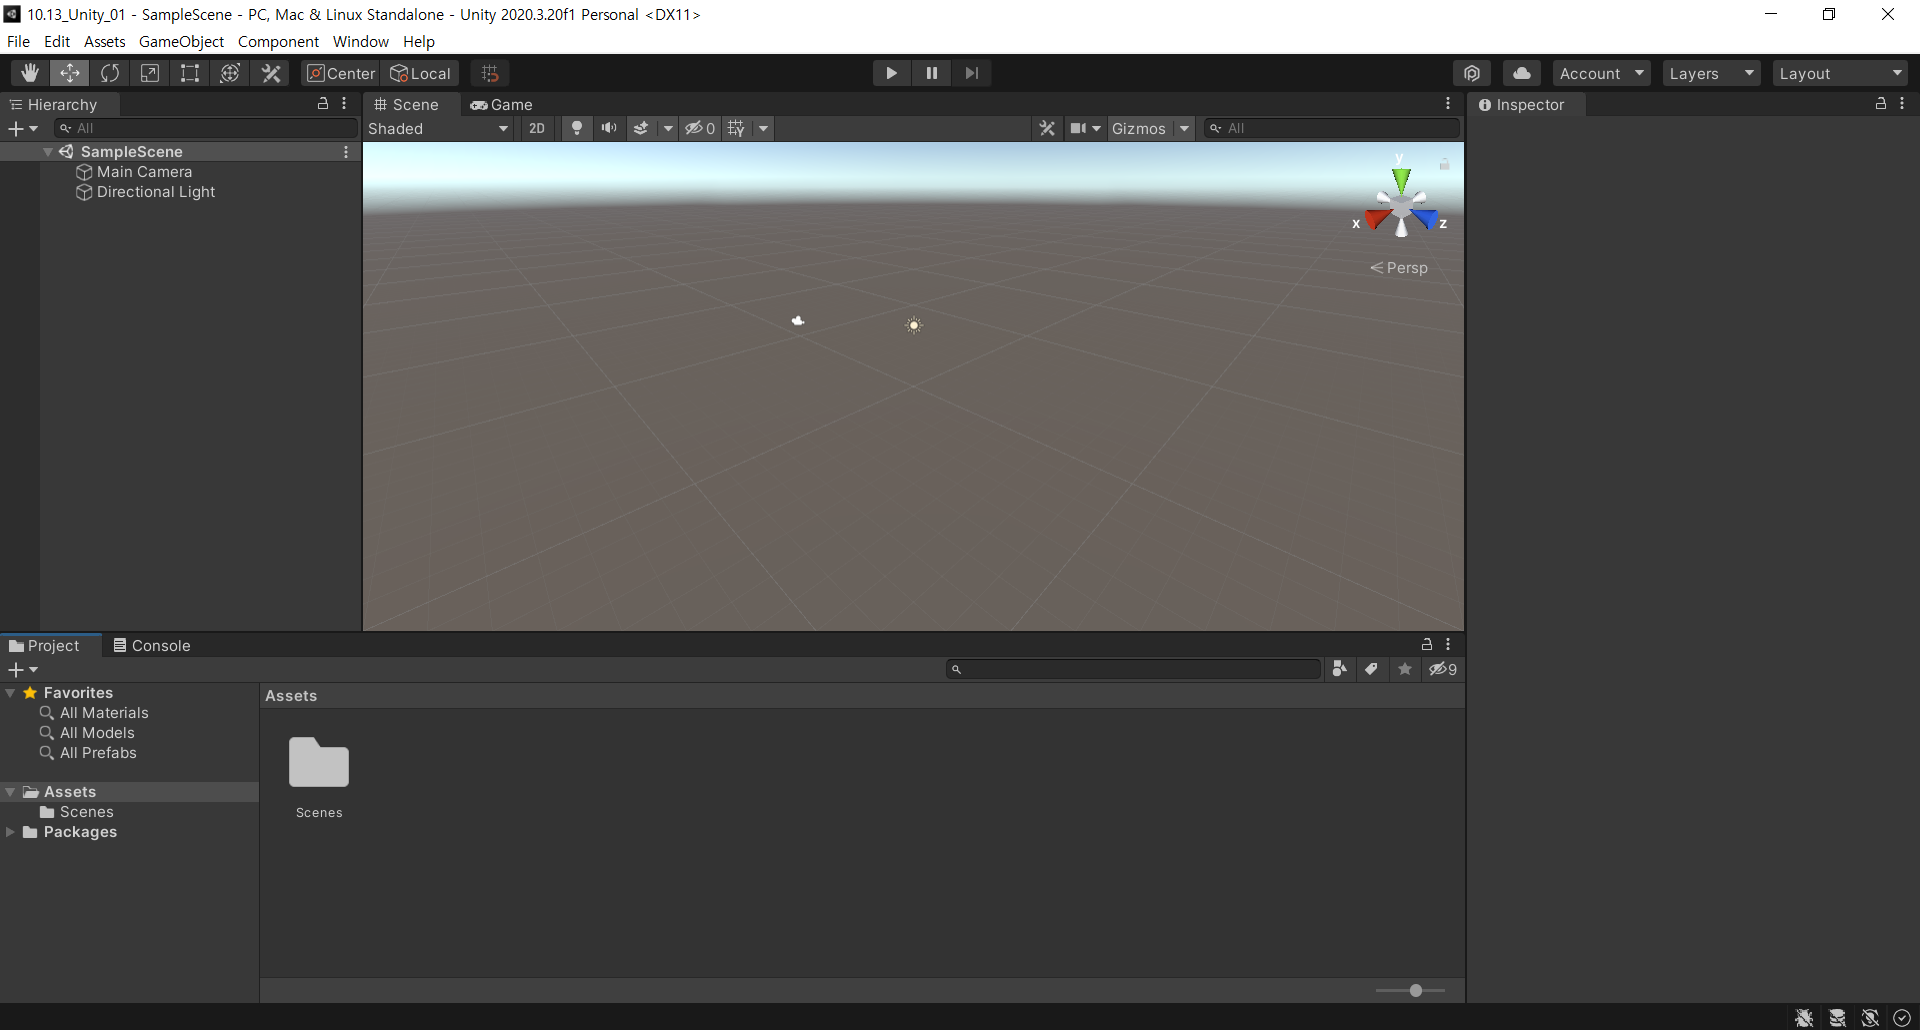 10.13_Unity_01 - SampleScene - PC, Mac & Linux Standalone - Unity 2020.3.20f1 Personal <DX11>
File Edit Assets GameObject Component Window Help
Center Local Account Layers Layout
Hierarchy
All
SampleScene
Main Camera
Directional Light
Scene Game
Shaded 2D 0 Gizmos All
y
x z
Persp
Inspector
Project Console
9
Favorites
All Materials
All Models
All Prefabs
Assets
Scenes
Packages
Assets
Scenes